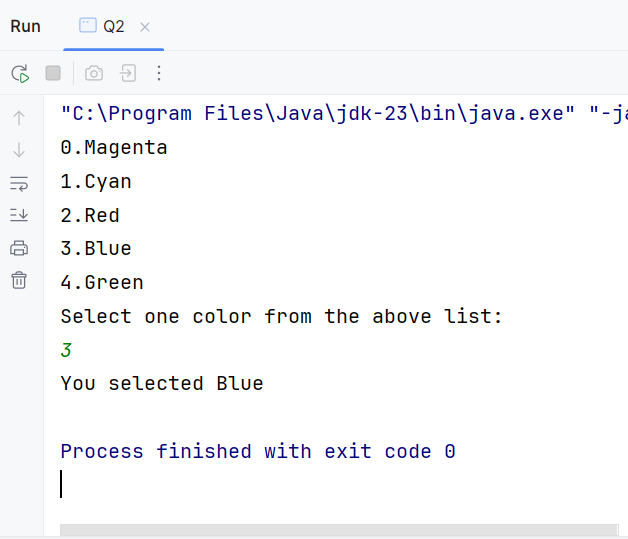 Run Q2
"C:\Program Files\Java\jdk-23\bin\java.exe" "-ja
0.Magenta
1.Cyan
2.Red
3.Blue
4.Green
Select one color from the above list:
3
You selected Blue
Process finished with exit code 0